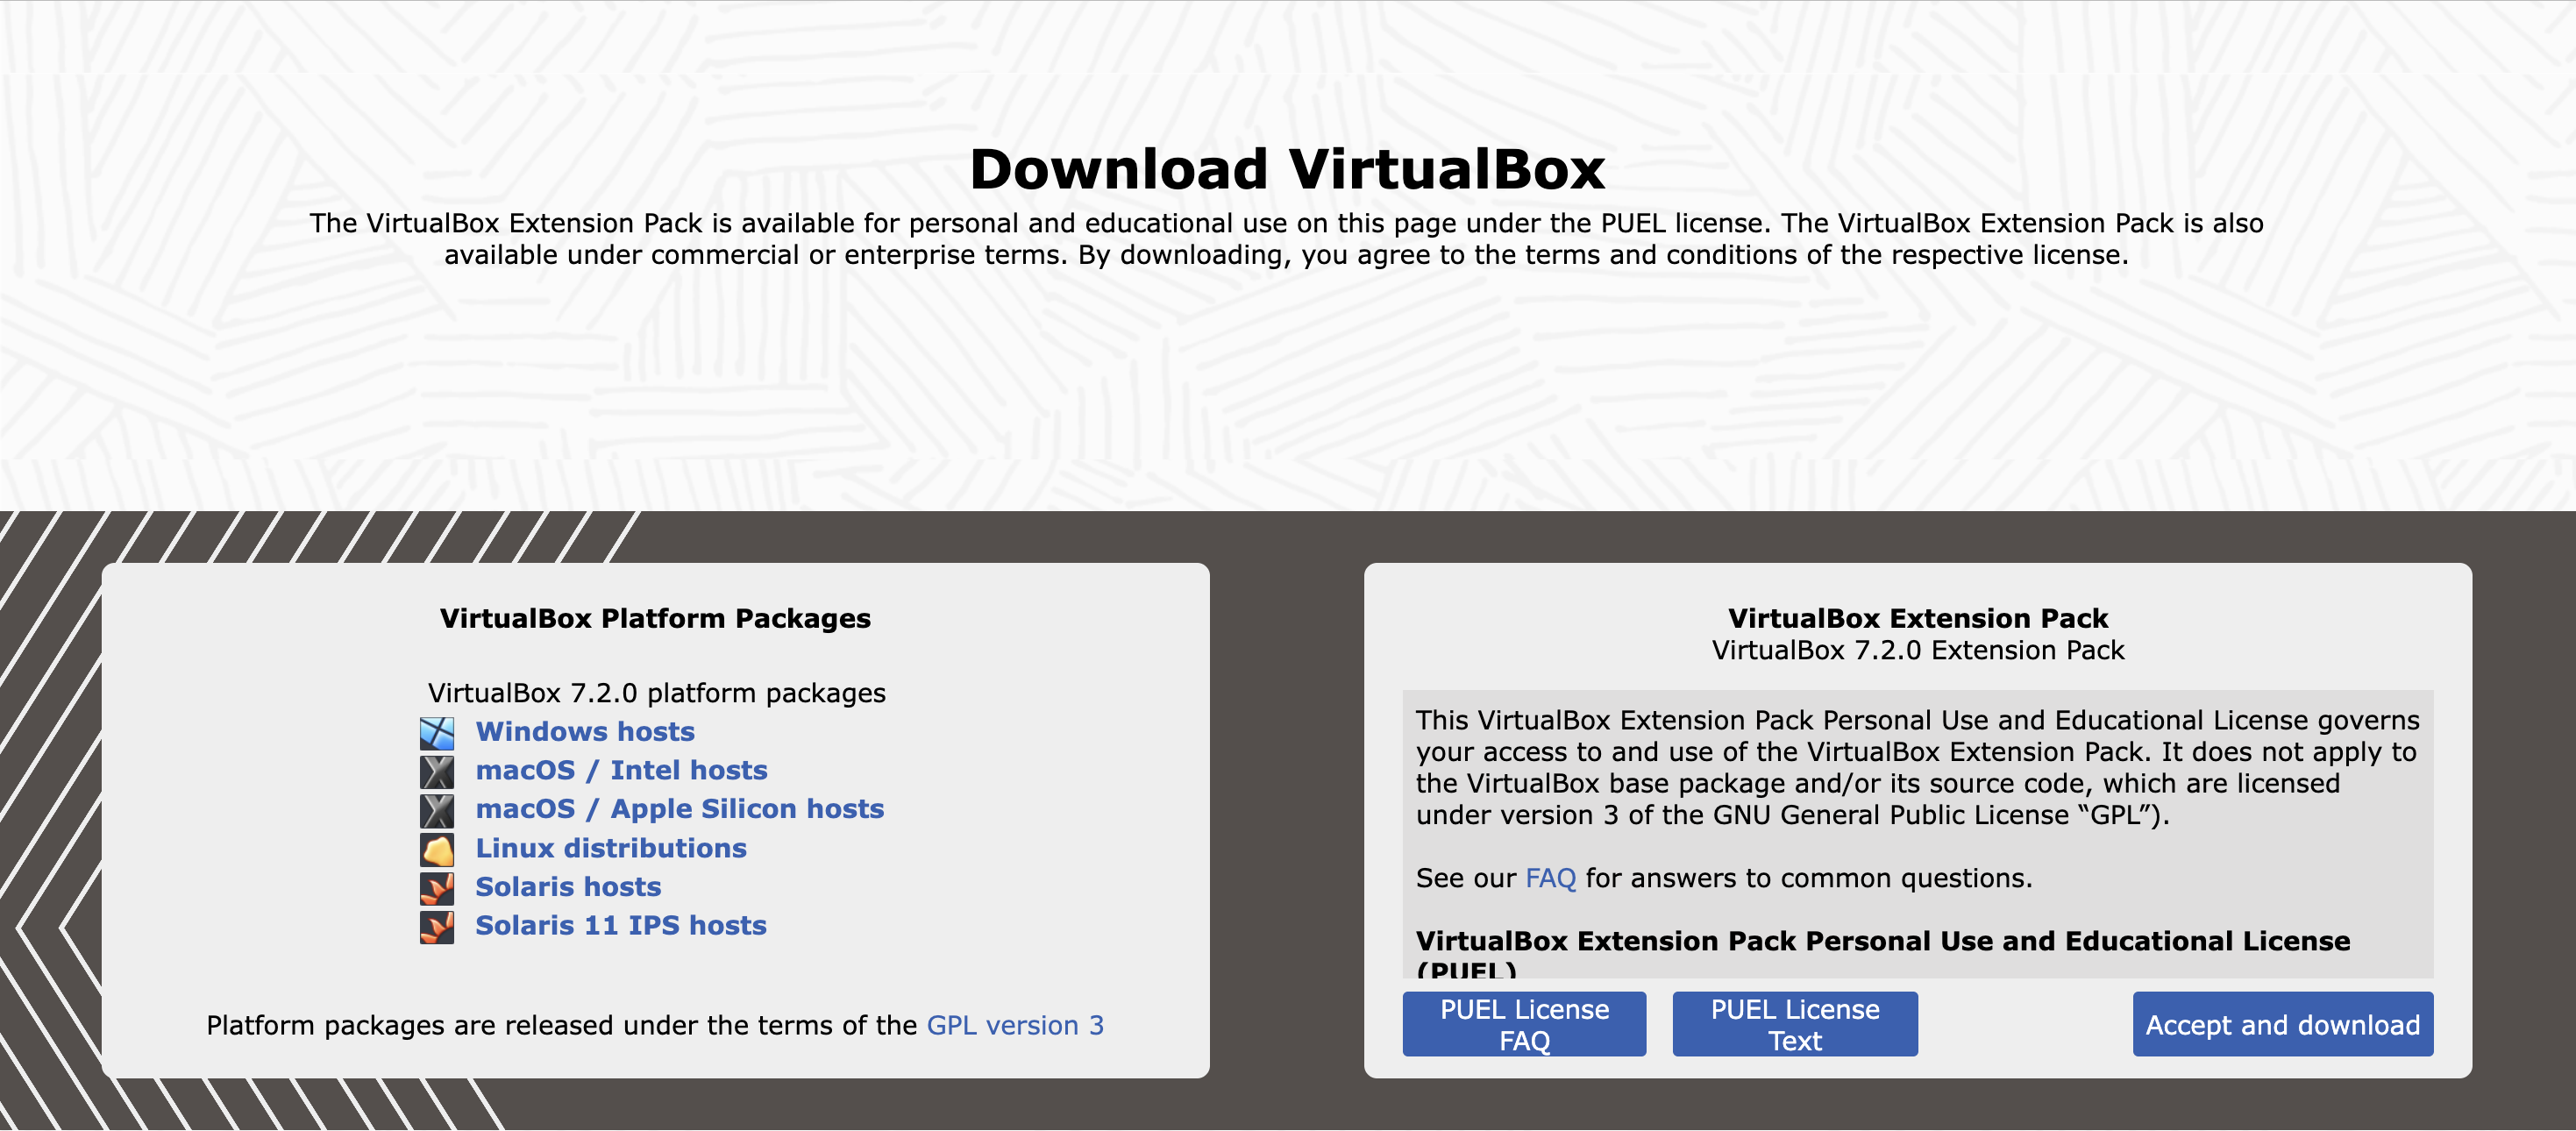 Download VirtualBox
The VirtualBox Extension Pack is available for personal and educational use on this page under the PUEL license. The VirtualBox Extension Pack is also
available under commercial or enterprise terms. By downloading, you agree to the terms and conditions of the respective license.
VirtualBox Platform Packages
VirtualBox 7.2.0 platform packages
Windows hosts
macOS / Intel hosts
macOS / Apple Silicon hosts
Linux distributions
Solaris hosts
Solaris 11 IPS hosts
Platform packages are released under the terms of the GPL version 3
VirtualBox Extension Pack
VirtualBox 7.2.0 Extension Pack
This VirtualBox Extension Pack Personal Use and Educational License governs
your access to and use of the VirtualBox Extension Pack. It does not apply to
the VirtualBox base package and/or its source code, which are licensed
under version 3 of the GNU General Public License “GPL”).
See our FAQ for answers to common questions.
VirtualBox Extension Pack Personal Use and Educational License
(PUEL)
PUEL License
FAQ
PUEL License
Text
Accept and download